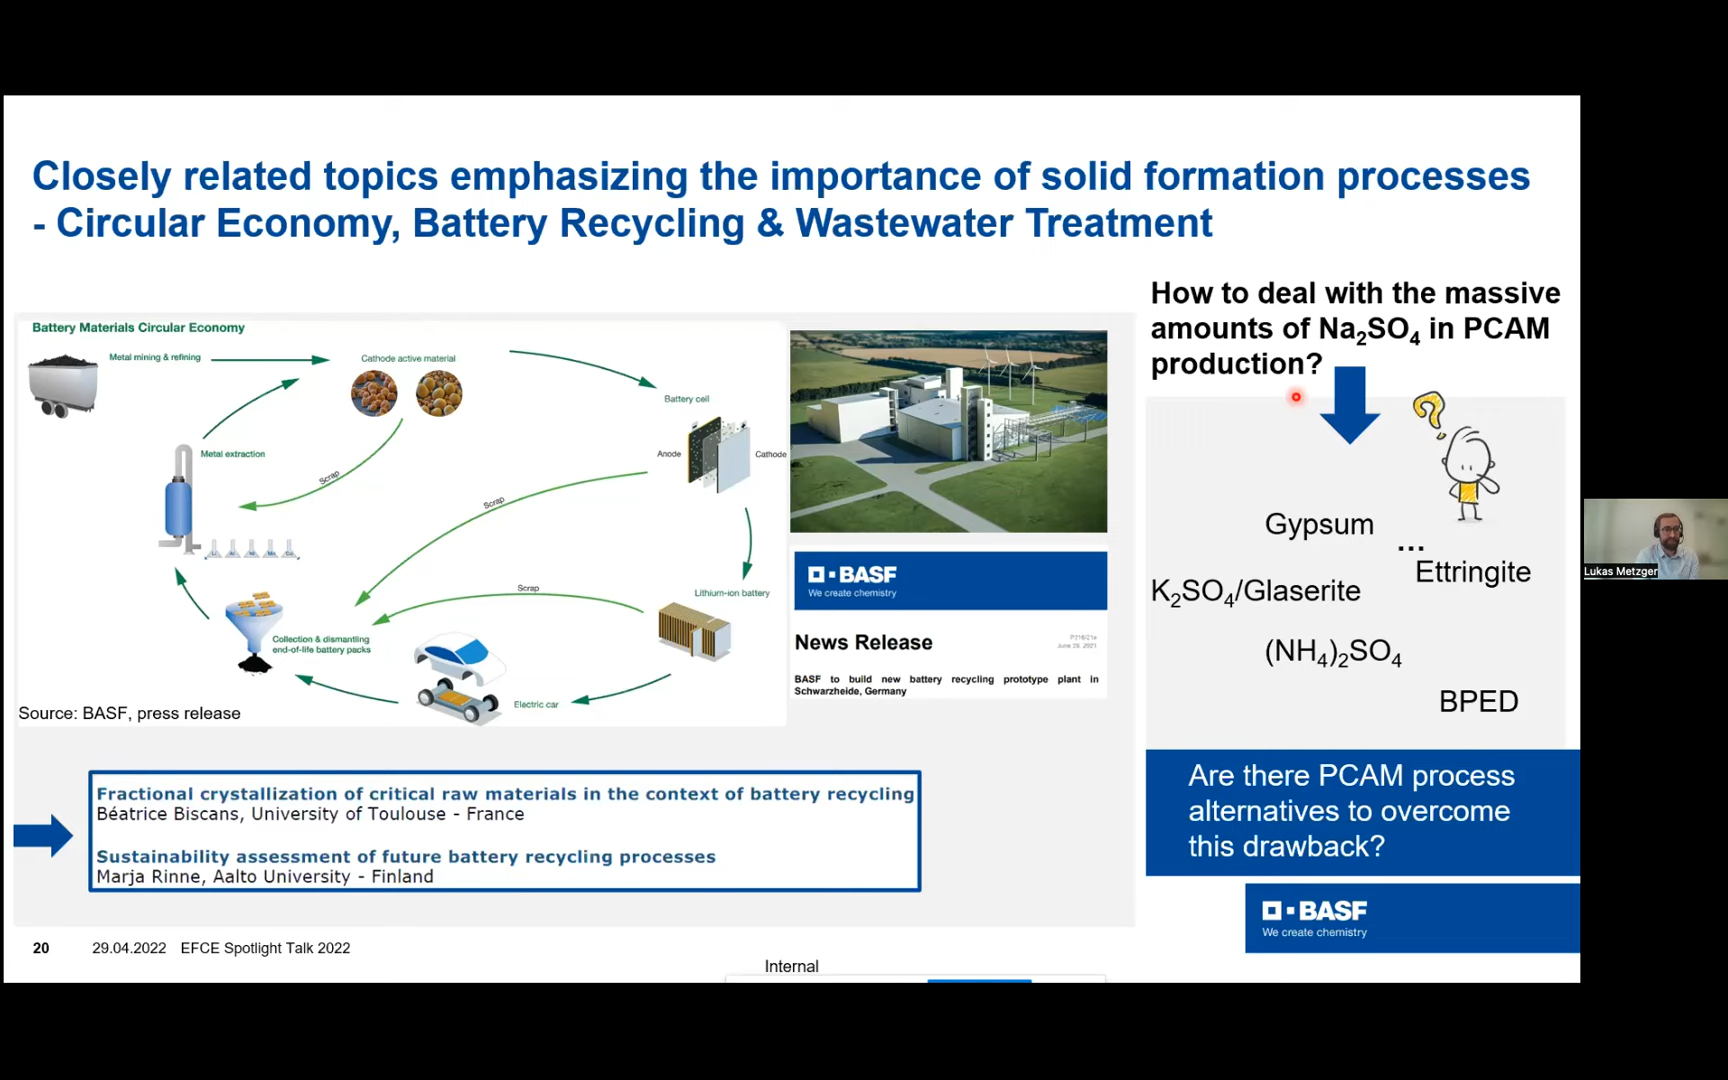 Closely related topics emphasizing the importance of solid formation processes
- Circular Economy, Battery Recycling & Wastewater Treatment
Battery Materials Circular Economy
Metal mining & refining
Cathode active material
Battery cell
Anode
Cathode
Metal extraction
Scrap
Scrap
Scrap
Lithium-ion battery
Collection & dismantling
end-of-life battery packs
Electric car
Source: BASF, press release
BASF
We create chemistry
News Release
P216/21e
June 29, 2021
BASF to build new battery recycling prototype plant in
Schwarzheide, Germany
Fractional crystallization of critical raw materials in the context of battery recycling
Béatrice Biscans, University of Toulouse - France
Sustainability assessment of future battery recycling processes
Marja Rinne, Aalto University - Finland
How to deal with the massive
amounts of Na₂SO₄ in PCAM
production?
?
Gypsum
...
Ettringite
K₂SO₄/Glaserite
(NH₄)₂SO₄
BPED
Are there PCAM process
alternatives to overcome
this drawback?
BASF
We create chemistry
20 29.04.2022 EFCE Spotlight Talk 2022
Internal
Lukas Metzger